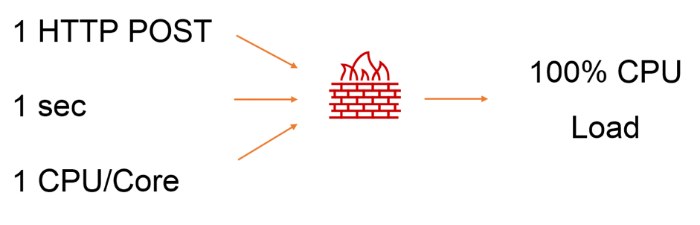 1 HTTP POST
1 sec
1 CPU/Core
100% CPU
Load